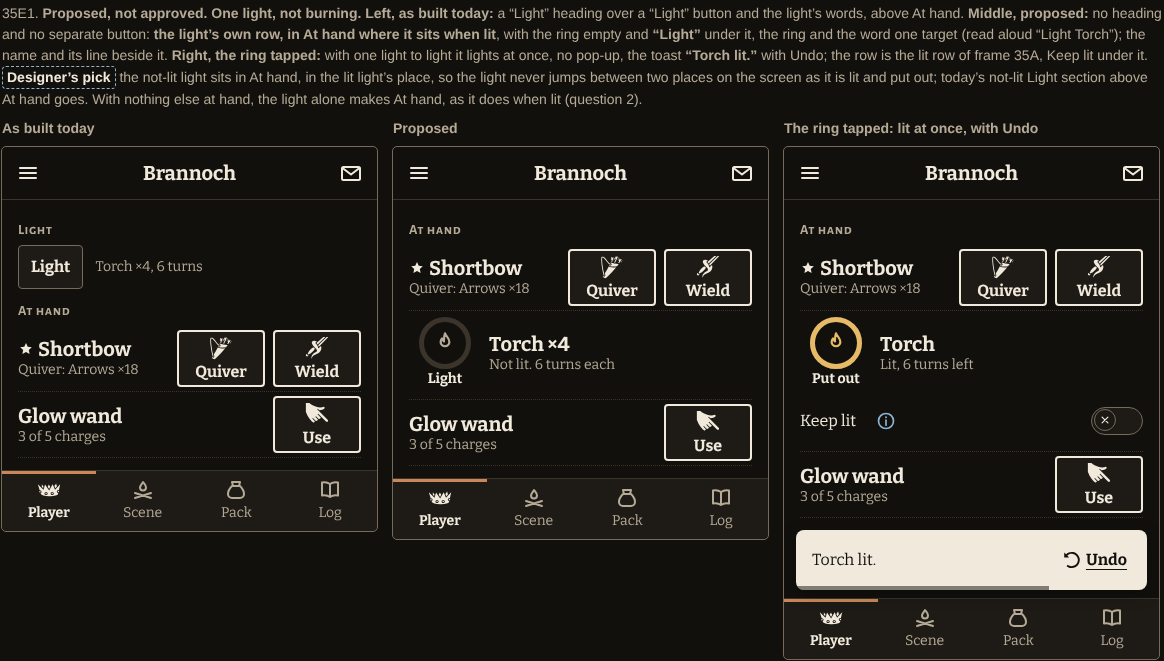 35E1. Proposed, not approved. One light, not burning. Left, as built today: a “Light” heading over a “Light” button and the light’s words, above At hand. Middle, proposed: no heading
and no separate button: the light’s own row, in At hand where it sits when lit, with the ring empty and “Light” under it, the ring and the word one target (read aloud “Light Torch”); the
name and its line beside it. Right, the ring tapped: with one light to light it lights at once, no pop-up, the toast “Torch lit.” with Undo; the row is the lit row of frame 35A, Keep lit under it.
Designer’s pick the not-lit light sits in At hand, in the lit light’s place, so the light never jumps between two places on the screen as it is lit and put out; today’s not-lit Light section above
At hand goes. With nothing else at hand, the light alone makes At hand, as it does when lit (question 2).
As built today
Brannoch
Light
Light
Torch ×4, 6 turns
At hand
Shortbow
Quiver: Arrows ×18
Quiver
Wield
Glow wand
3 of 5 charges
Use
Player
Scene
Pack
Log
Proposed
Brannoch
At hand
Shortbow
Quiver: Arrows ×18
Quiver
Wield
Light
Torch ×4
Not lit. 6 turns each
Glow wand
3 of 5 charges
Use
Player
Scene
Pack
Log
The ring tapped: lit at once, with Undo
Brannoch
At hand
Shortbow
Quiver: Arrows ×18
Quiver
Wield
Put out
Torch
Lit, 6 turns left
Keep lit
Glow wand
3 of 5 charges
Use
Torch lit.
Undo
Player
Scene
Pack
Log